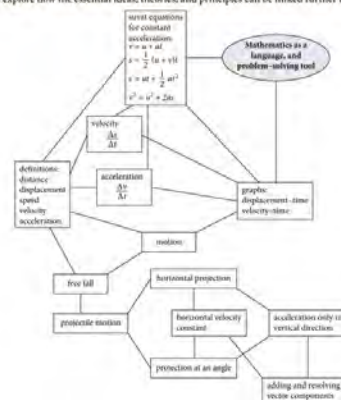 explore how the essential ideas, theories, and principles can be linked further
suvat equations
for constant
acceleration:
v = u + at
s = 1/2 (u + v)t
s = ut + 1/2 at²
v² = u² + 2as
Mathematics as a
language, and
problem-solving tool
velocity
Δs
Δt
definitions:
distance
displacement
speed
velocity
acceleration
acceleration
Δv
Δt
graphs:
displacement–time
velocity–time
motion
free fall
horizontal projection
projectile motion
horizontal velocity
constant
acceleration only in
vertical direction
projection at an angle
adding and resolving
vector components